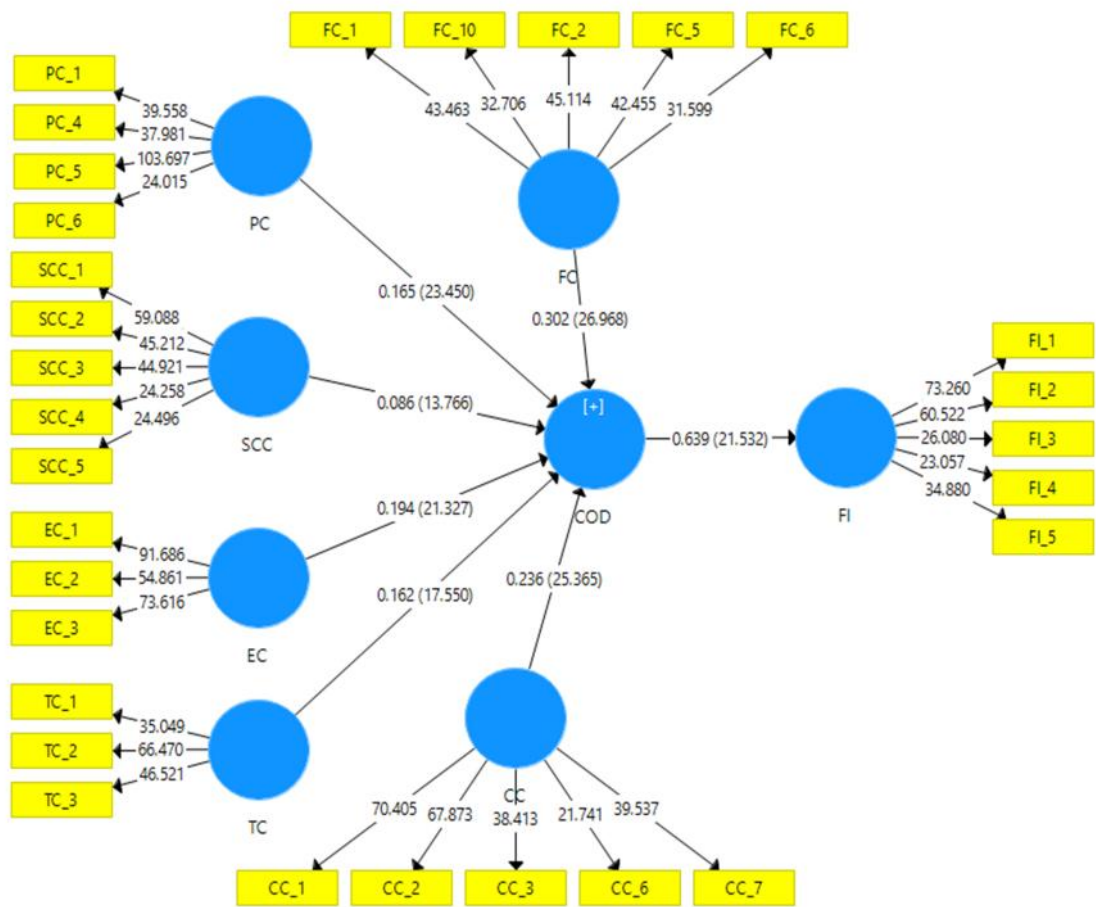 FC_1 FC_10 FC_2 FC_5 FC_6
43.463 32.706 45.114 42.455 31.599
FC
0.302 (26.968)
PC_1
PC_4
PC_5
PC_6
39.558
37.981
103.697
24.015
PC
0.165 (23.450)
SCC_1
SCC_2
SCC_3
SCC_4
SCC_5
59.088
45.212
44.921
24.258
24.496
SCC
0.086 (13.766)
EC_1
EC_2
EC_3
91.686
54.861
73.616
EC
0.194 (21.327)
TC_1
TC_2
TC_3
35.049
66.470
46.521
TC
0.162 (17.550)
[+]
COD
0.639 (21.532)
FI
73.260
60.522
26.080
23.057
34.880
FI_1
FI_2
FI_3
FI_4
FI_5
0.236 (25.365)
CC
70.405 67.873 38.413 21.741 39.537
CC_1 CC_2 CC_3 CC_6 CC_7